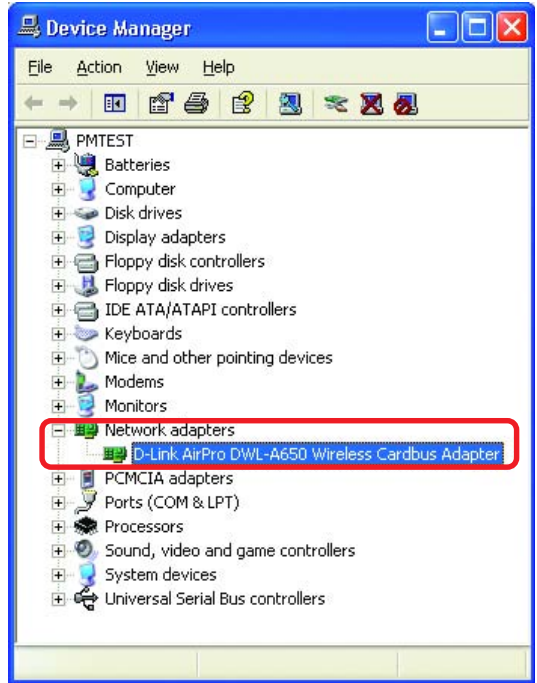 Device Manager
File Action View Help
PMTEST
Batteries
Computer
Disk drives
Display adapters
Floppy disk controllers
Floppy disk drives
IDE ATA/ATAPI controllers
Keyboards
Mice and other pointing devices
Modems
Monitors
Network adapters
D-Link AirPro DWL-A650 Wireless Cardbus Adapter
PCMCIA adapters
Ports (COM & LPT)
Processors
Sound, video and game controllers
System devices
Universal Serial Bus controllers